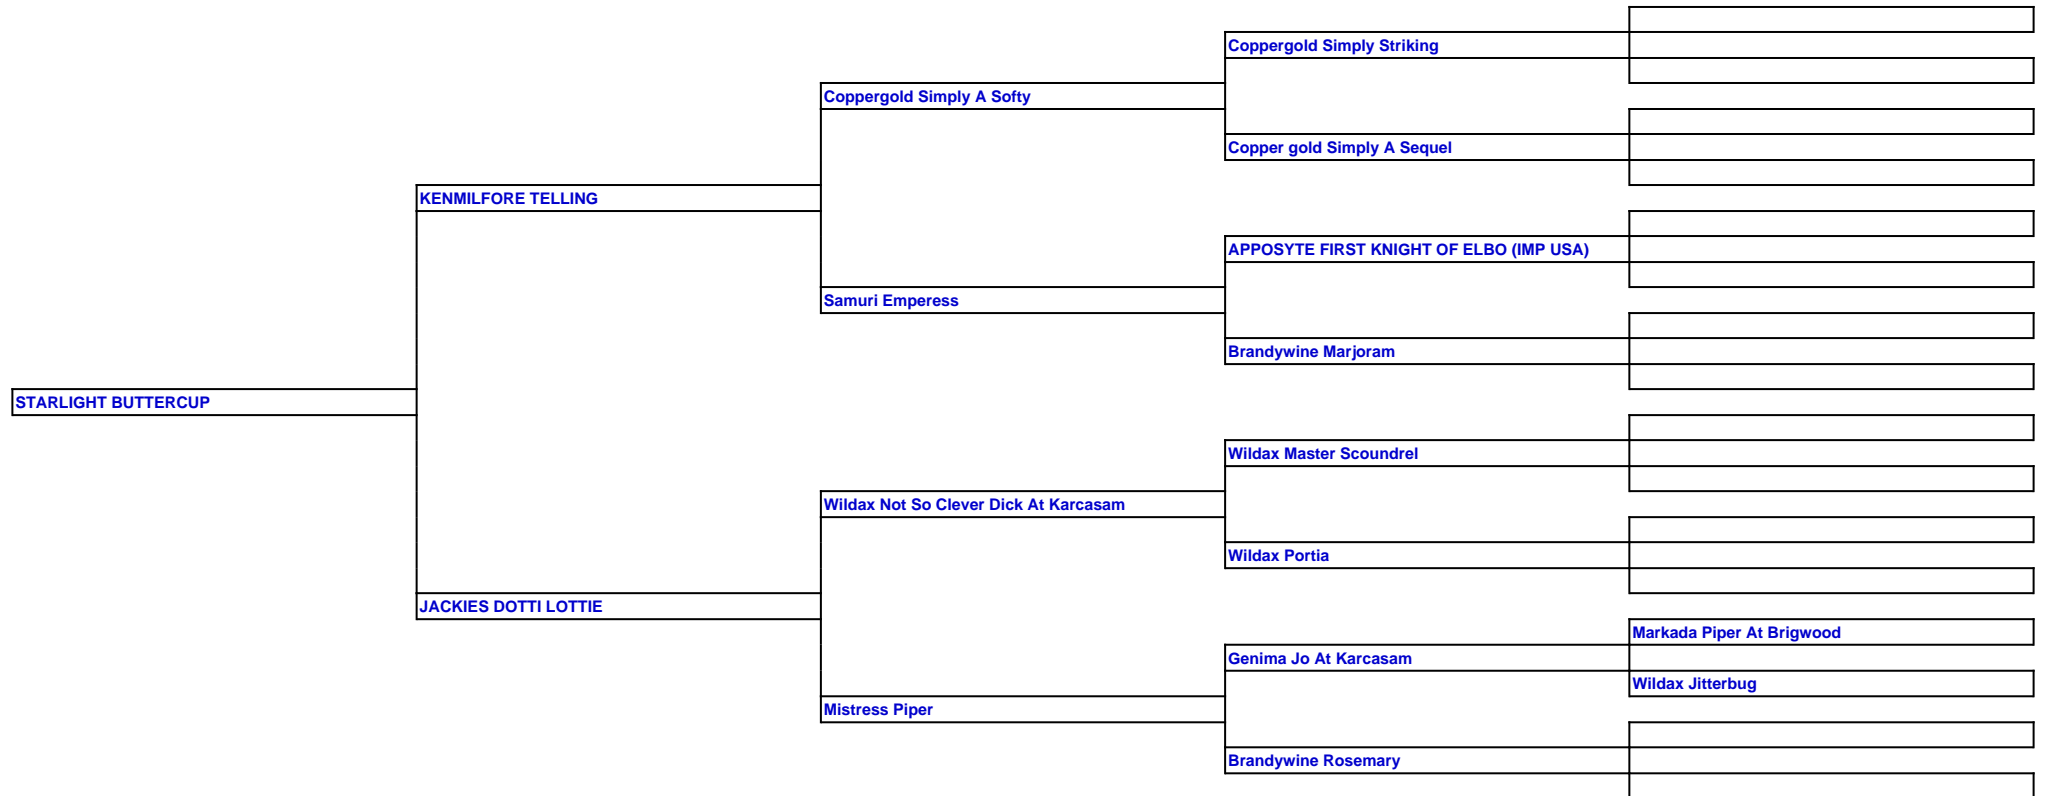 Coppergold Simply Striking
Coppergold Simply A Softy
Copper gold Simply A Sequel
KENMILFORE TELLING
APPOSYTE FIRST KNIGHT OF ELBO (IMP USA)
Samuri Emperess
Brandywine Marjoram
STARLIGHT BUTTERCUP
Wildax Master Scoundrel
Wildax Not So Clever Dick At Karcasam
Wildax Portia
JACKIES DOTTI LOTTIE
Markada Piper At Brigwood
Genima Jo At Karcasam
Wildax Jitterbug
Mistress Piper
Brandywine Rosemary